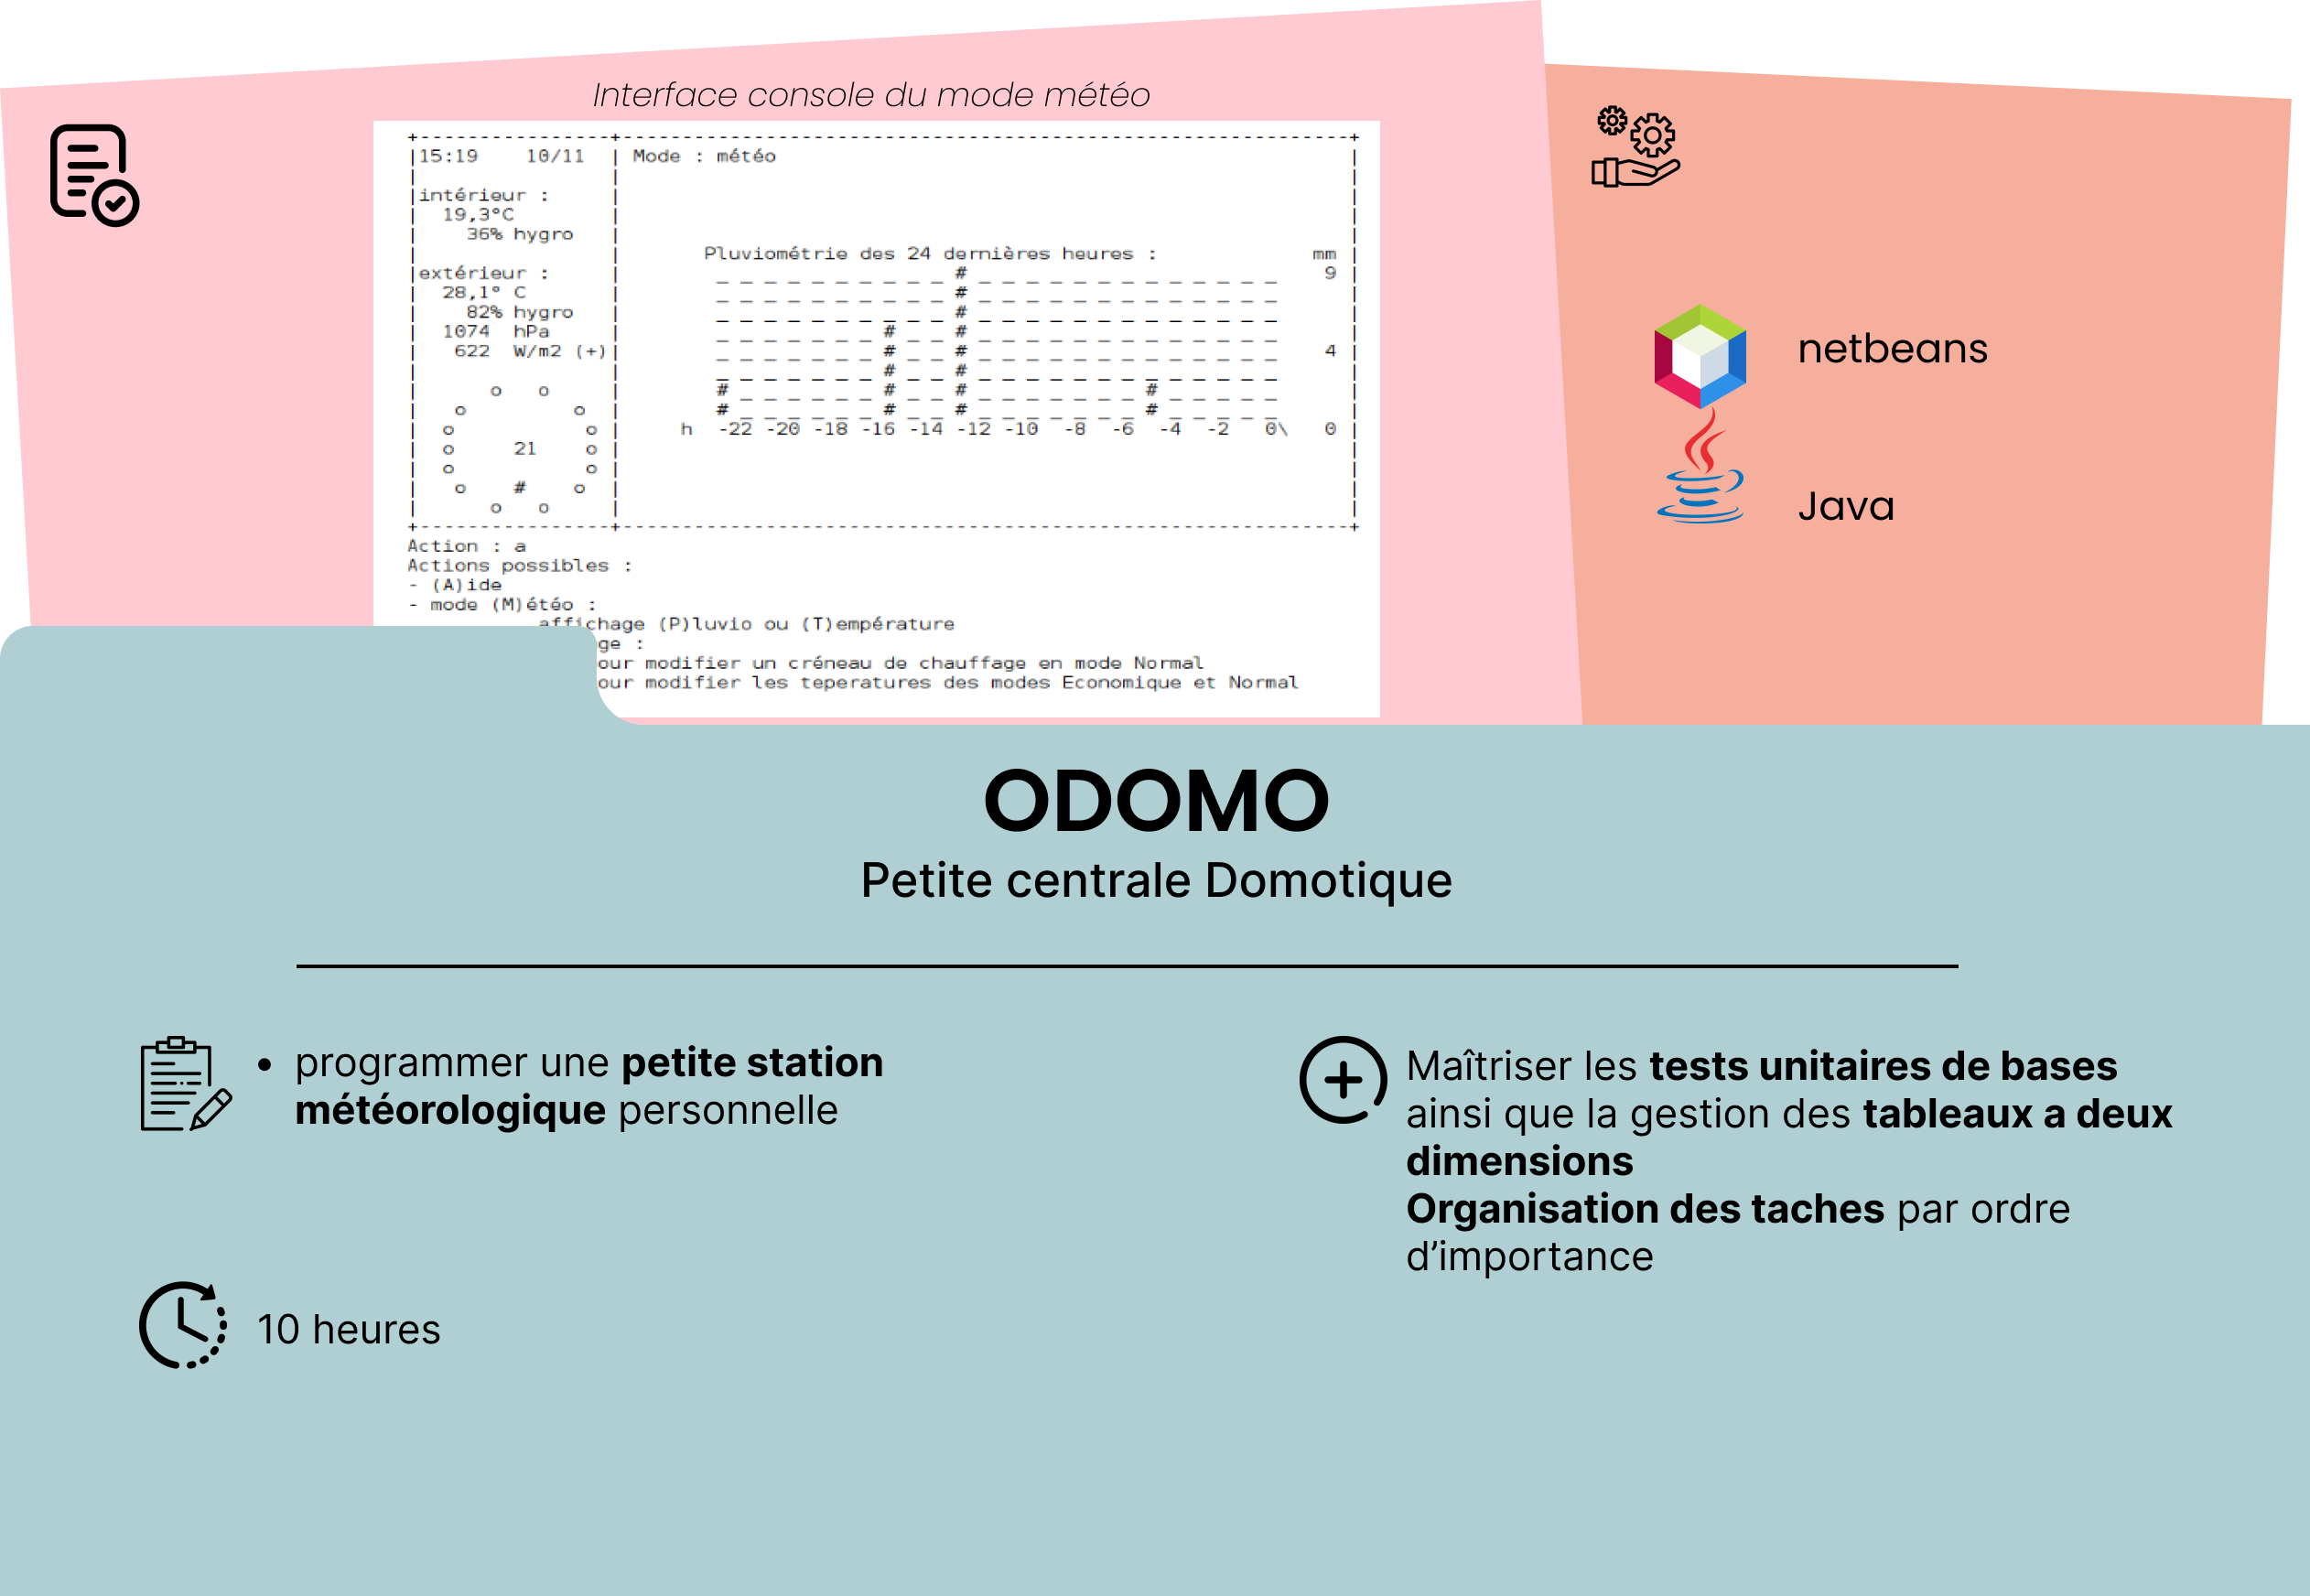 Interface console du mode météo
+----------------+-------------------------------------------------------------+
|15:19    10/11  | Mode : météo                                                |
|                |                                                             |
|intérieur :     |                                                             |
|  19,3°C        |                                                             |
|    36% hygro   |                                                             |
|                |       Pluviométrie des 24 dernières heures :             mm |
|extérieur :     |        _ _ _ _ _ _ _ _ _ _ # _ _ _ _ _ _ _ _ _ _ _ _ _    9 |
|  28,1° C       |        _ _ _ _ _ _ _ _ _ _ # _ _ _ _ _ _ _ _ _ _ _ _ _      |
|    82% hygro   |        _ _ _ _ _ _ _ _ _ _ # _ _ _ _ _ _ _ _ _ _ _ _ _      |
|  1074  hPa     |        _ _ _ _ _ _ _ # _ _ # _ _ _ _ _ _ _ _ _ _ _ _ _      |
|   622  W/m2 (+)|        _ _ _ _ _ _ _ # _ _ # _ _ _ _ _ _ _ _ _ _ _ _ _    4 |
|                |        _ _ _ _ _ _ _ # _ _ # _ _ _ _ _ _ _ _ _ _ _ _ _      |
|      o   o     |        # _ _ _ _ _ _ # _ _ # _ _ _ _ _ _ _ # _ _ _ _ _      |
|   o         o  |        # _ _ _ _ _ _ # _ _ # _ _ _ _ _ _ _ # _ _ _ _ _      |
|  o           o |     h  -22 -20 -18 -16 -14 -12 -10  -8  -6  -4  -2   0\   0 |
|  o     21    o |                                                             |
|  o           o |                                                             |
|   o    #    o  |                                                             |
|      o   o     |                                                             |
+----------------+-------------------------------------------------------------+
Action : a
Actions possibles :
- (A)ide
- mode (M)étéo :
affichage (P)luvio ou (T)empérature
ge :
our modifier un créneau de chauffage en mode Normal
our modifier les teperatures des modes Economique et Normal
netbeans
Java
ODOMO
Petite centrale Domotique
• programmer une petite station
météorologique personnelle
10 heures
Maîtriser les tests unitaires de bases
ainsi que la gestion des tableaux a deux
dimensions
Organisation des taches par ordre
d’importance